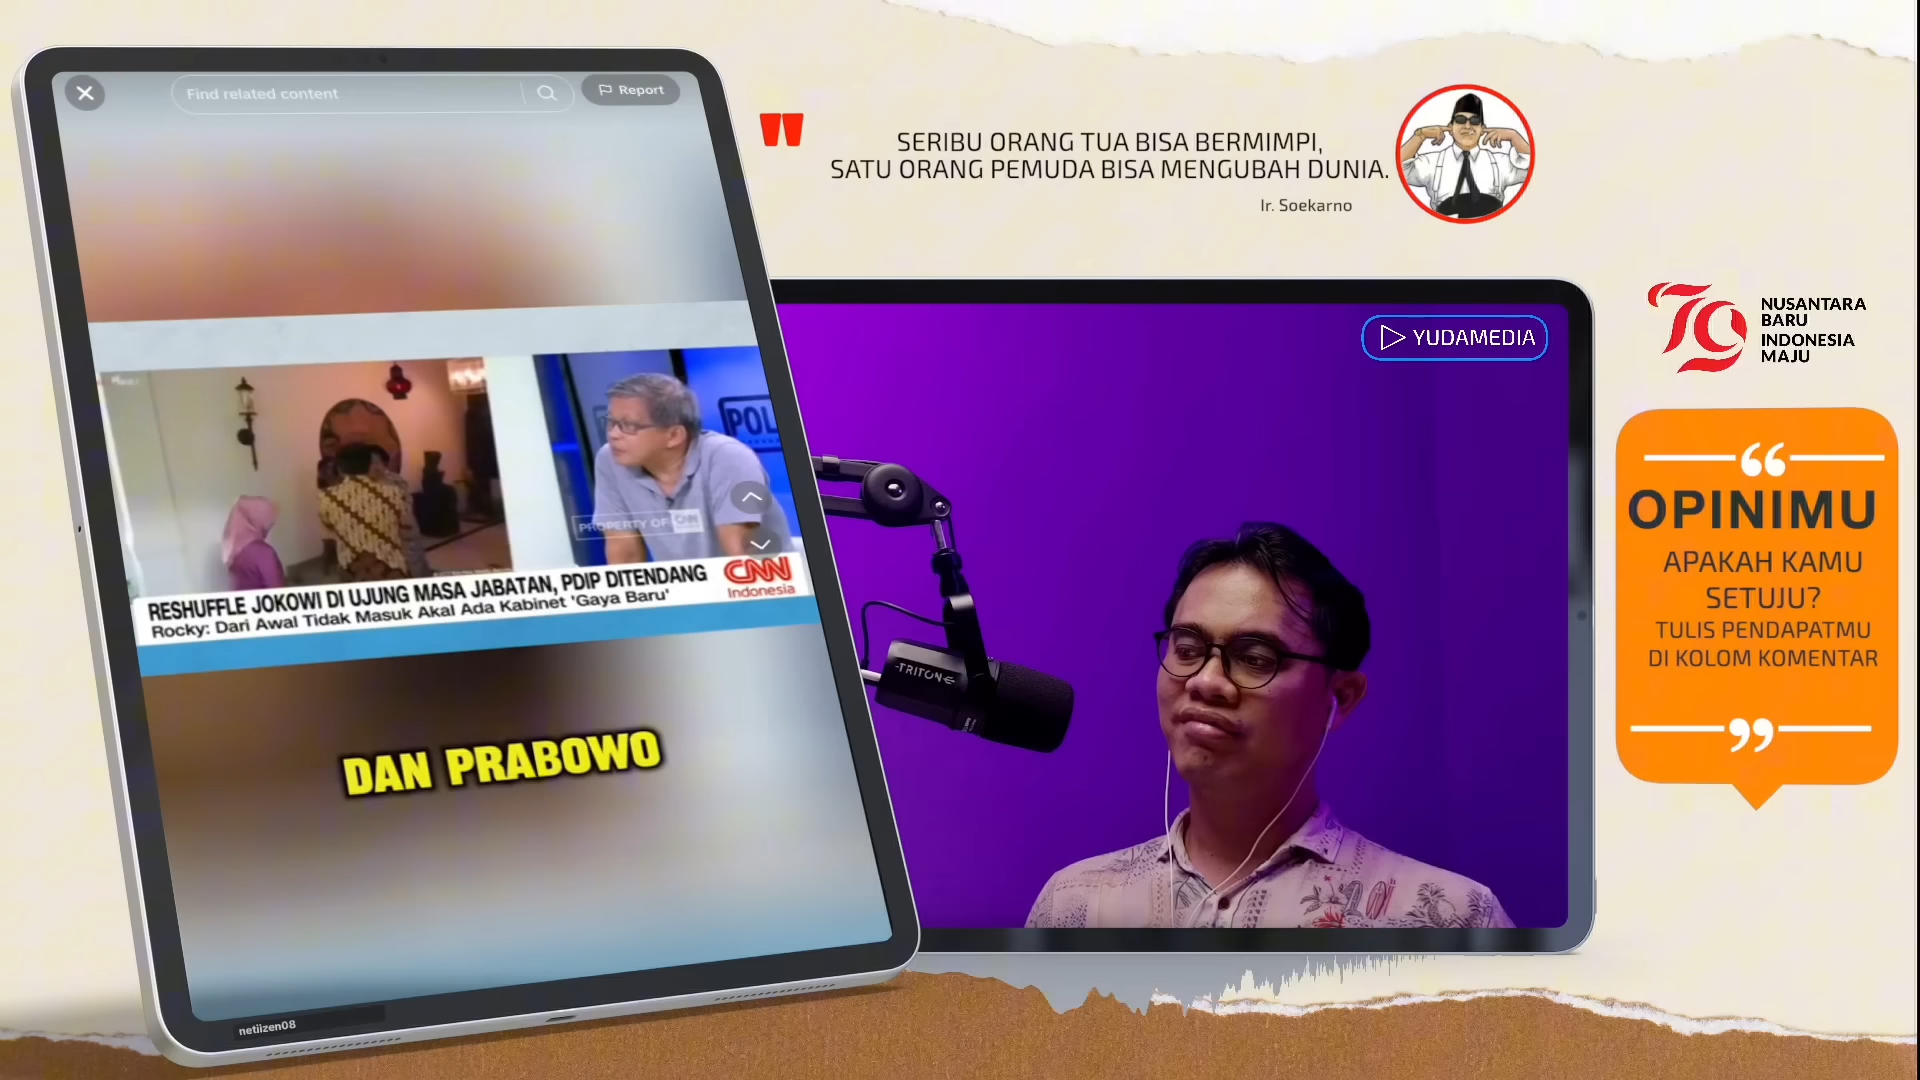 Find related content
Report
POL
PROPERTY OF CNN
RESHUFFLE JOKOWI DI UJUNG MASA JABATAN, PDIP DITENDANG
Rocky: Dari Awal Tidak Masuk Akal Ada Kabinet 'Gaya Baru'
CNN
Indonesia
DAN PRABOWO
netiizen08
"
SERIBU ORANG TUA BISA BERMIMPI,
SATU ORANG PEMUDA BISA MENGUBAH DUNIA.
Ir. Soekarno
YUDAMEDIA
TRITON
79
NUSANTARA
BARU
INDONESIA
MAJU
“
OPINIMU
APAKAH KAMU
SETUJU?
TULIS PENDAPATMU
DI KOLOM KOMENTAR
”